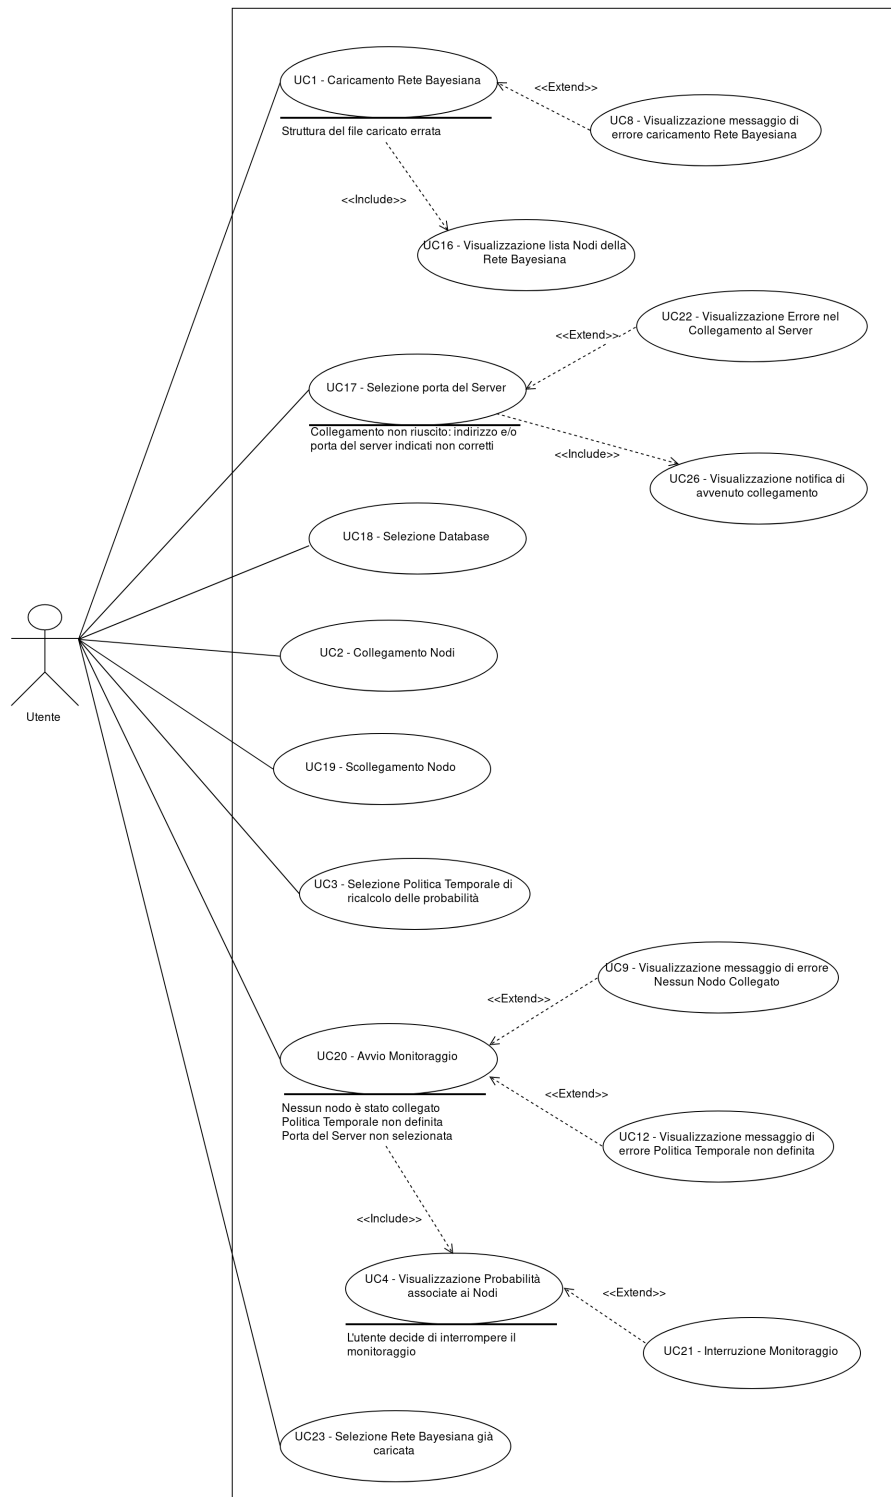 UC1 - Caricamento Rete Bayesiana
<<Extend>>
UC8 - Visualizzazione messaggio di
errore caricamento Rete Bayesiana
Struttura del file caricato errata
<<Include>>
UC16 - Visualizzazione lista Nodi della
Rete Bayesiana
UC22 - Visualizzazione Errore nel
Collegamento al Server
<<Extend>>
UC17 - Selezione porta del Server
Collegamento non riuscito: indirizzo e/o
porta del server indicati non corretti
<<Include>>
UC26 - Visualizzazione notifica di
avvenuto collegamento
UC18 - Selezione Database
UC2 - Collegamento Nodi
Utente
UC19 - Scollegamento Nodo
UC3 - Selezione Politica Temporale di
ricalcolo delle probabilità
UC9 - Visualizzazione messaggio di errore
Nessun Nodo Collegato
<<Extend>>
UC20 - Avvio Monitoraggio
<<Extend>>
Nessun nodo è stato collegato
Politica Temporale non definita
Porta del Server non selezionata
UC12 - Visualizzazione messaggio di
errore Politica Temporale non definita
<<Include>>
UC4 - Visualizzazione Probabilità
associate ai Nodi
<<Extend>>
L'utente decide di interrompere il
monitoraggio
UC21 - Interruzione Monitoraggio
UC23 - Selezione Rete Bayesiana già
caricata